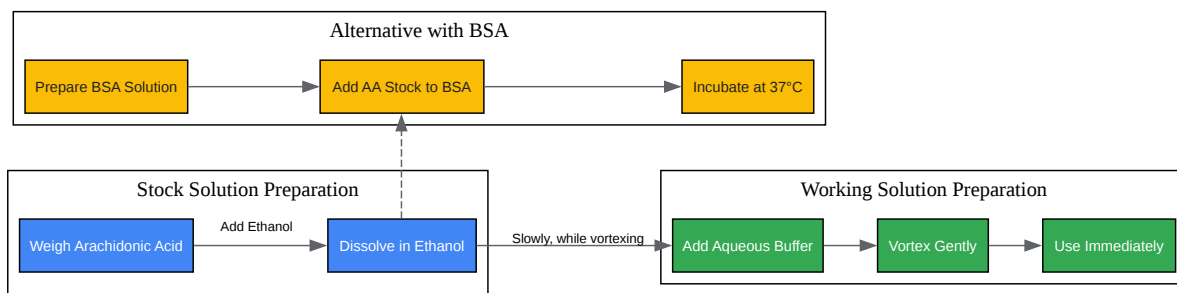 Alternative with BSA
Prepare BSA Solution
Add AA Stock to BSA
Incubate at 37°C
Stock Solution Preparation
Weigh Arachidonic Acid
Add Ethanol
Dissolve in Ethanol
Slowly, while vortexing
Working Solution Preparation
Add Aqueous Buffer
Vortex Gently
Use Immediately